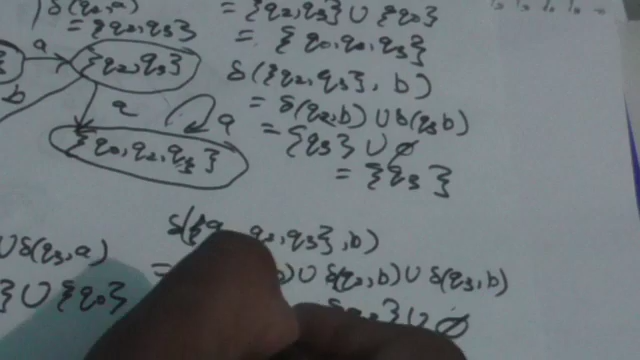 δ(q₂,a)
= {q₂,q₃} ∪ {q₀}
= {q₂,q₃}
= {q₀,q₂,q₃}
a
{q₂,q₃}
δ({q₂,q₃}, b)
b
a
a
= δ(q₂,b) ∪ δ(q₃,b)
{q₀,q₂,q₃}
= {q₃} ∪ ∅
= {q₃}
∪ δ(q₃,a)
q₂,q₃}, b)
} ∪ {q₀}
=
) ∪ δ(q₂,b) ∪ δ(q₃,b)
} ∪ ∅